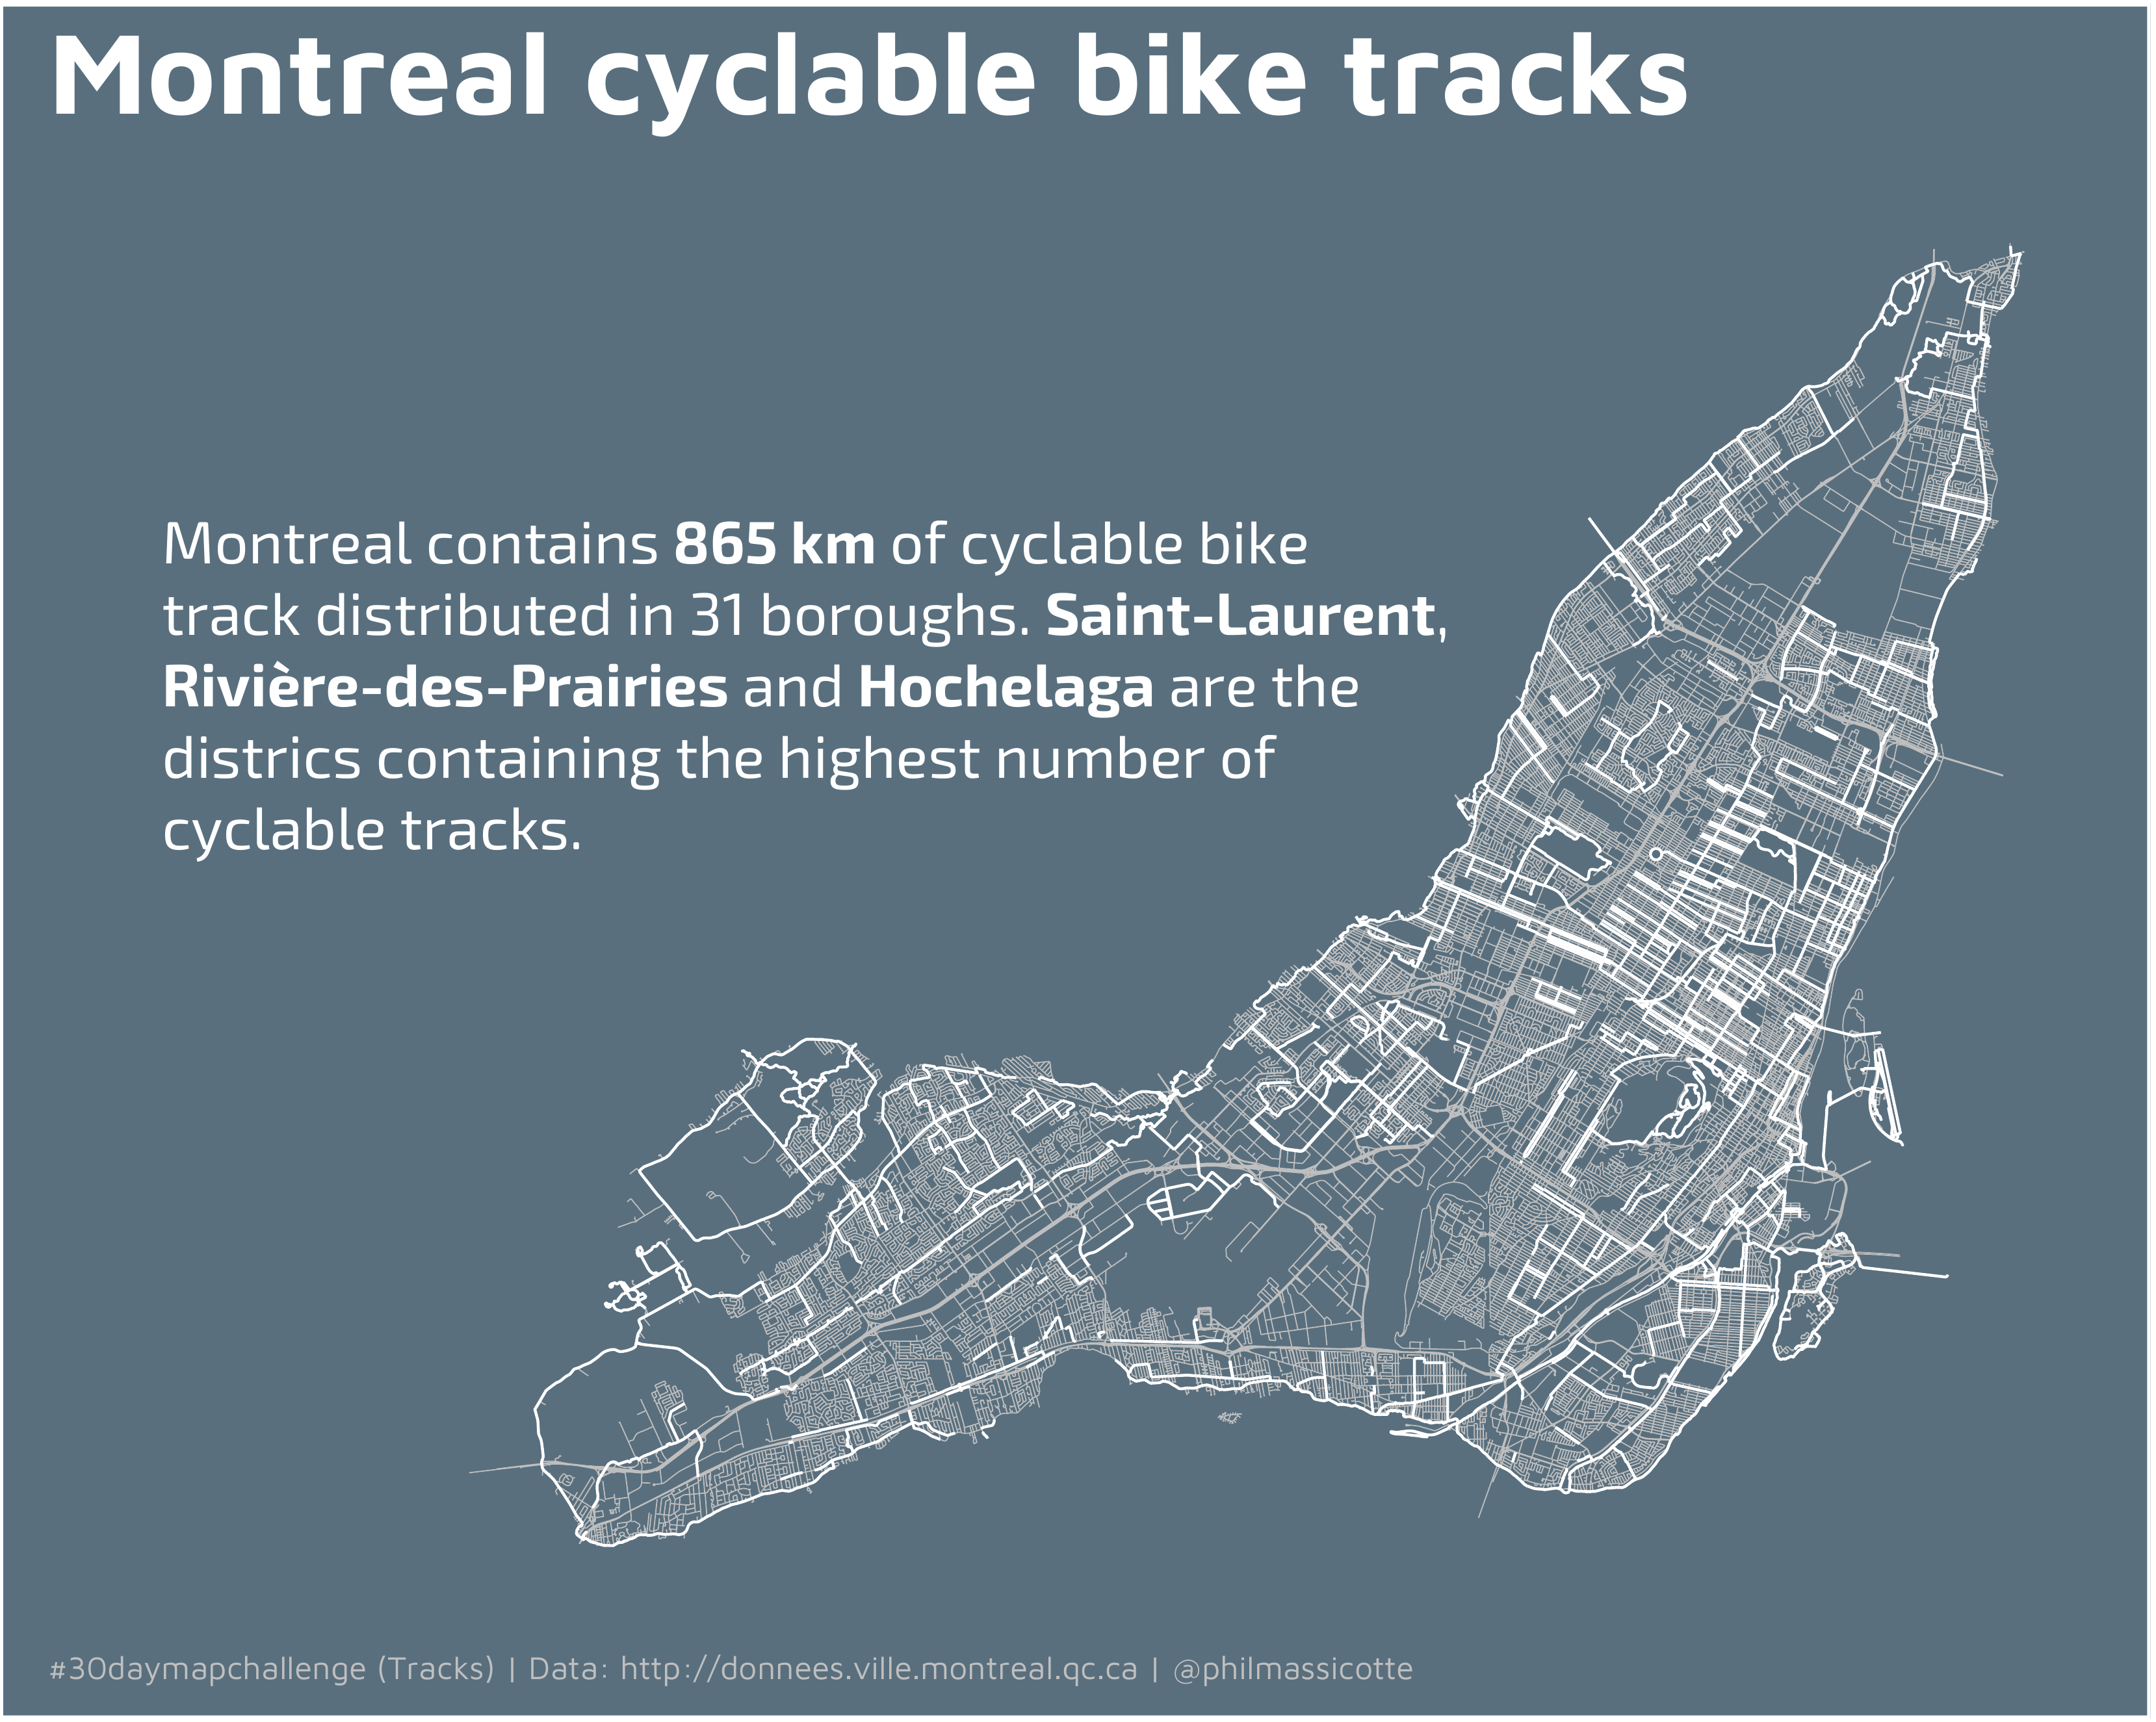 Montreal cyclable bike tracks
Montreal contains 865 km of cyclable bike
track distributed in 31 boroughs. Saint-Laurent,
Rivière-des-Prairies and Hochelaga are the
districs containing the highest number of
cyclable tracks.
#30daymapchallenge (Tracks) | Data: http://donnees.ville.montreal.qc.ca | @philmassicotte